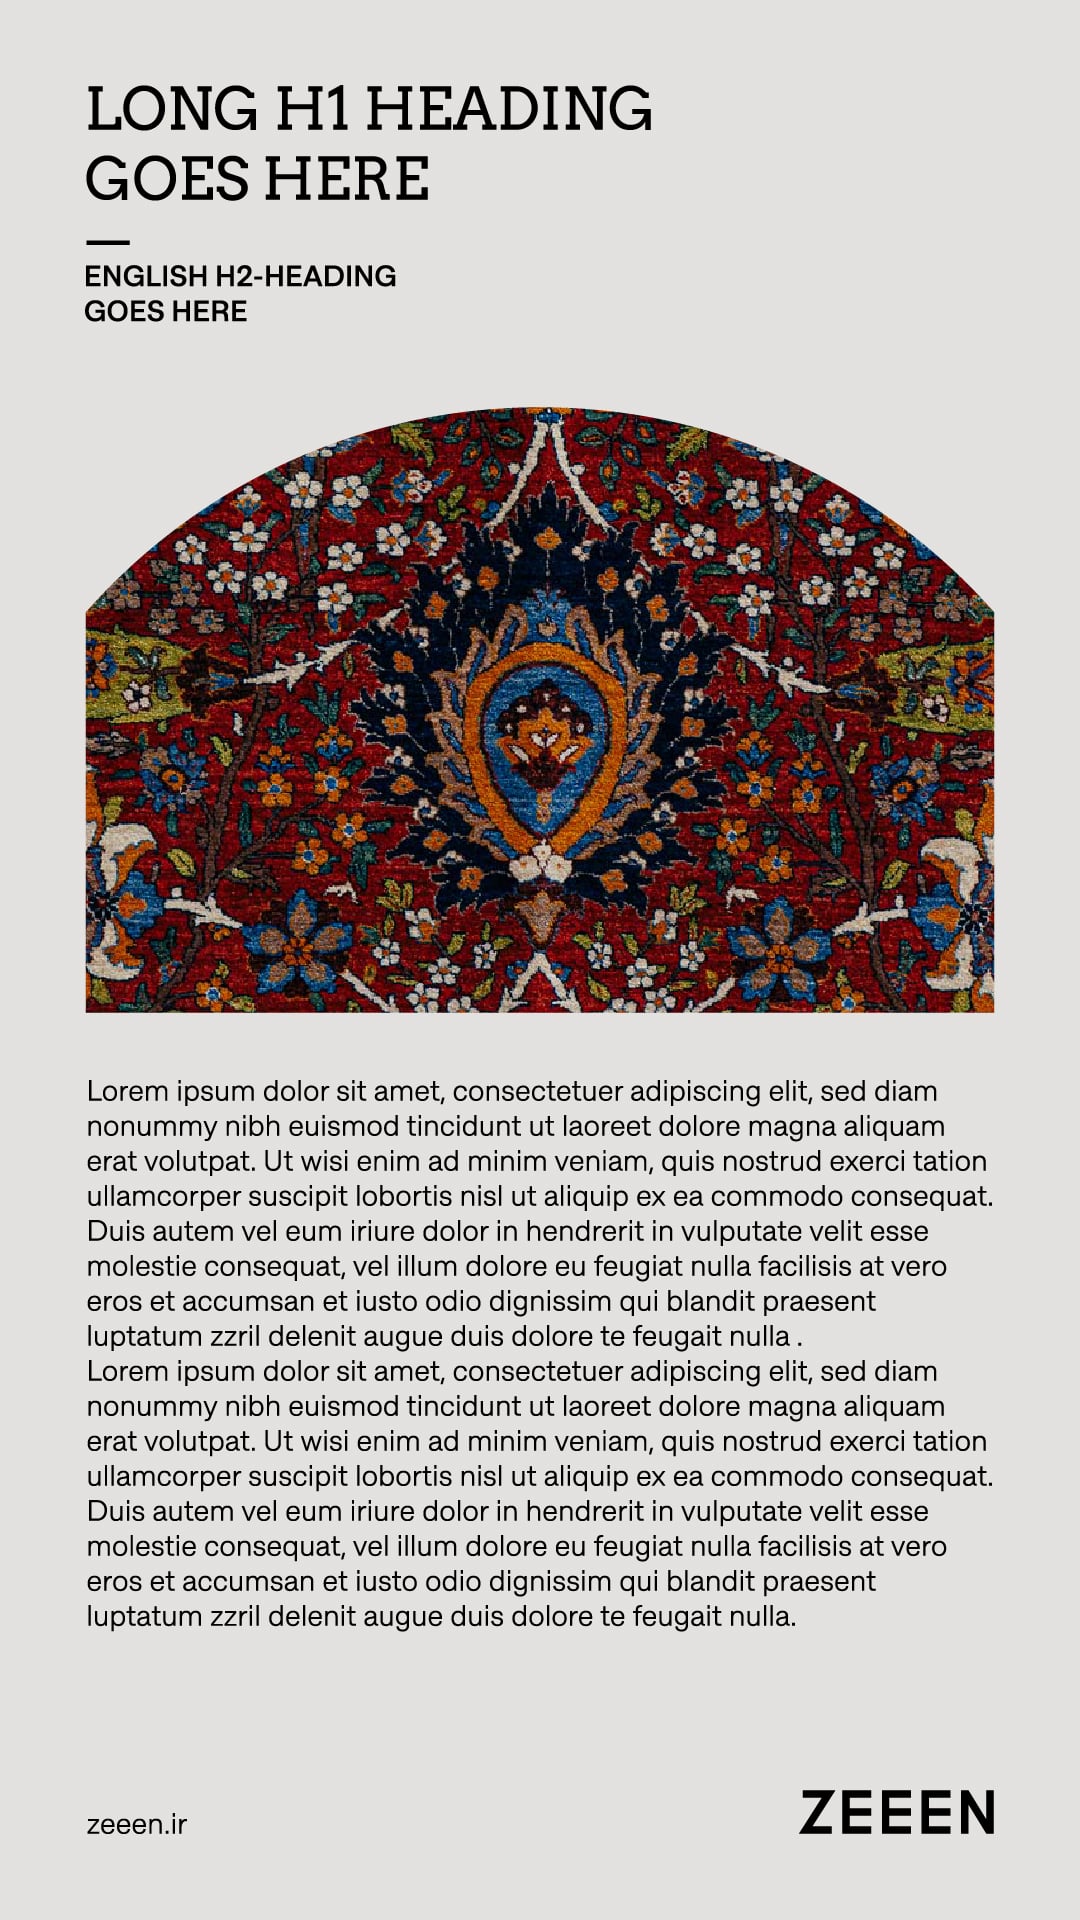 LONG H1 HEADING
GOES HERE
ENGLISH H2-HEADING
GOES HERE
Lorem ipsum dolor sit amet, consectetuer adipiscing elit, sed diam
nonummy nibh euismod tincidunt ut laoreet dolore magna aliquam
erat volutpat. Ut wisi enim ad minim veniam, quis nostrud exerci tation
ullamcorper suscipit lobortis nisl ut aliquip ex ea commodo consequat.
Duis autem vel eum iriure dolor in hendrerit in vulputate velit esse
molestie consequat, vel illum dolore eu feugiat nulla facilisis at vero
eros et accumsan et iusto odio dignissim qui blandit praesent
luptatum zzril delenit augue duis dolore te feugait nulla .
Lorem ipsum dolor sit amet, consectetuer adipiscing elit, sed diam
nonummy nibh euismod tincidunt ut laoreet dolore magna aliquam
erat volutpat. Ut wisi enim ad minim veniam, quis nostrud exerci tation
ullamcorper suscipit lobortis nisl ut aliquip ex ea commodo consequat.
Duis autem vel eum iriure dolor in hendrerit in vulputate velit esse
molestie consequat, vel illum dolore eu feugiat nulla facilisis at vero
eros et accumsan et iusto odio dignissim qui blandit praesent
luptatum zzril delenit augue duis dolore te feugait nulla.
zeeen.ir
ZEEEN